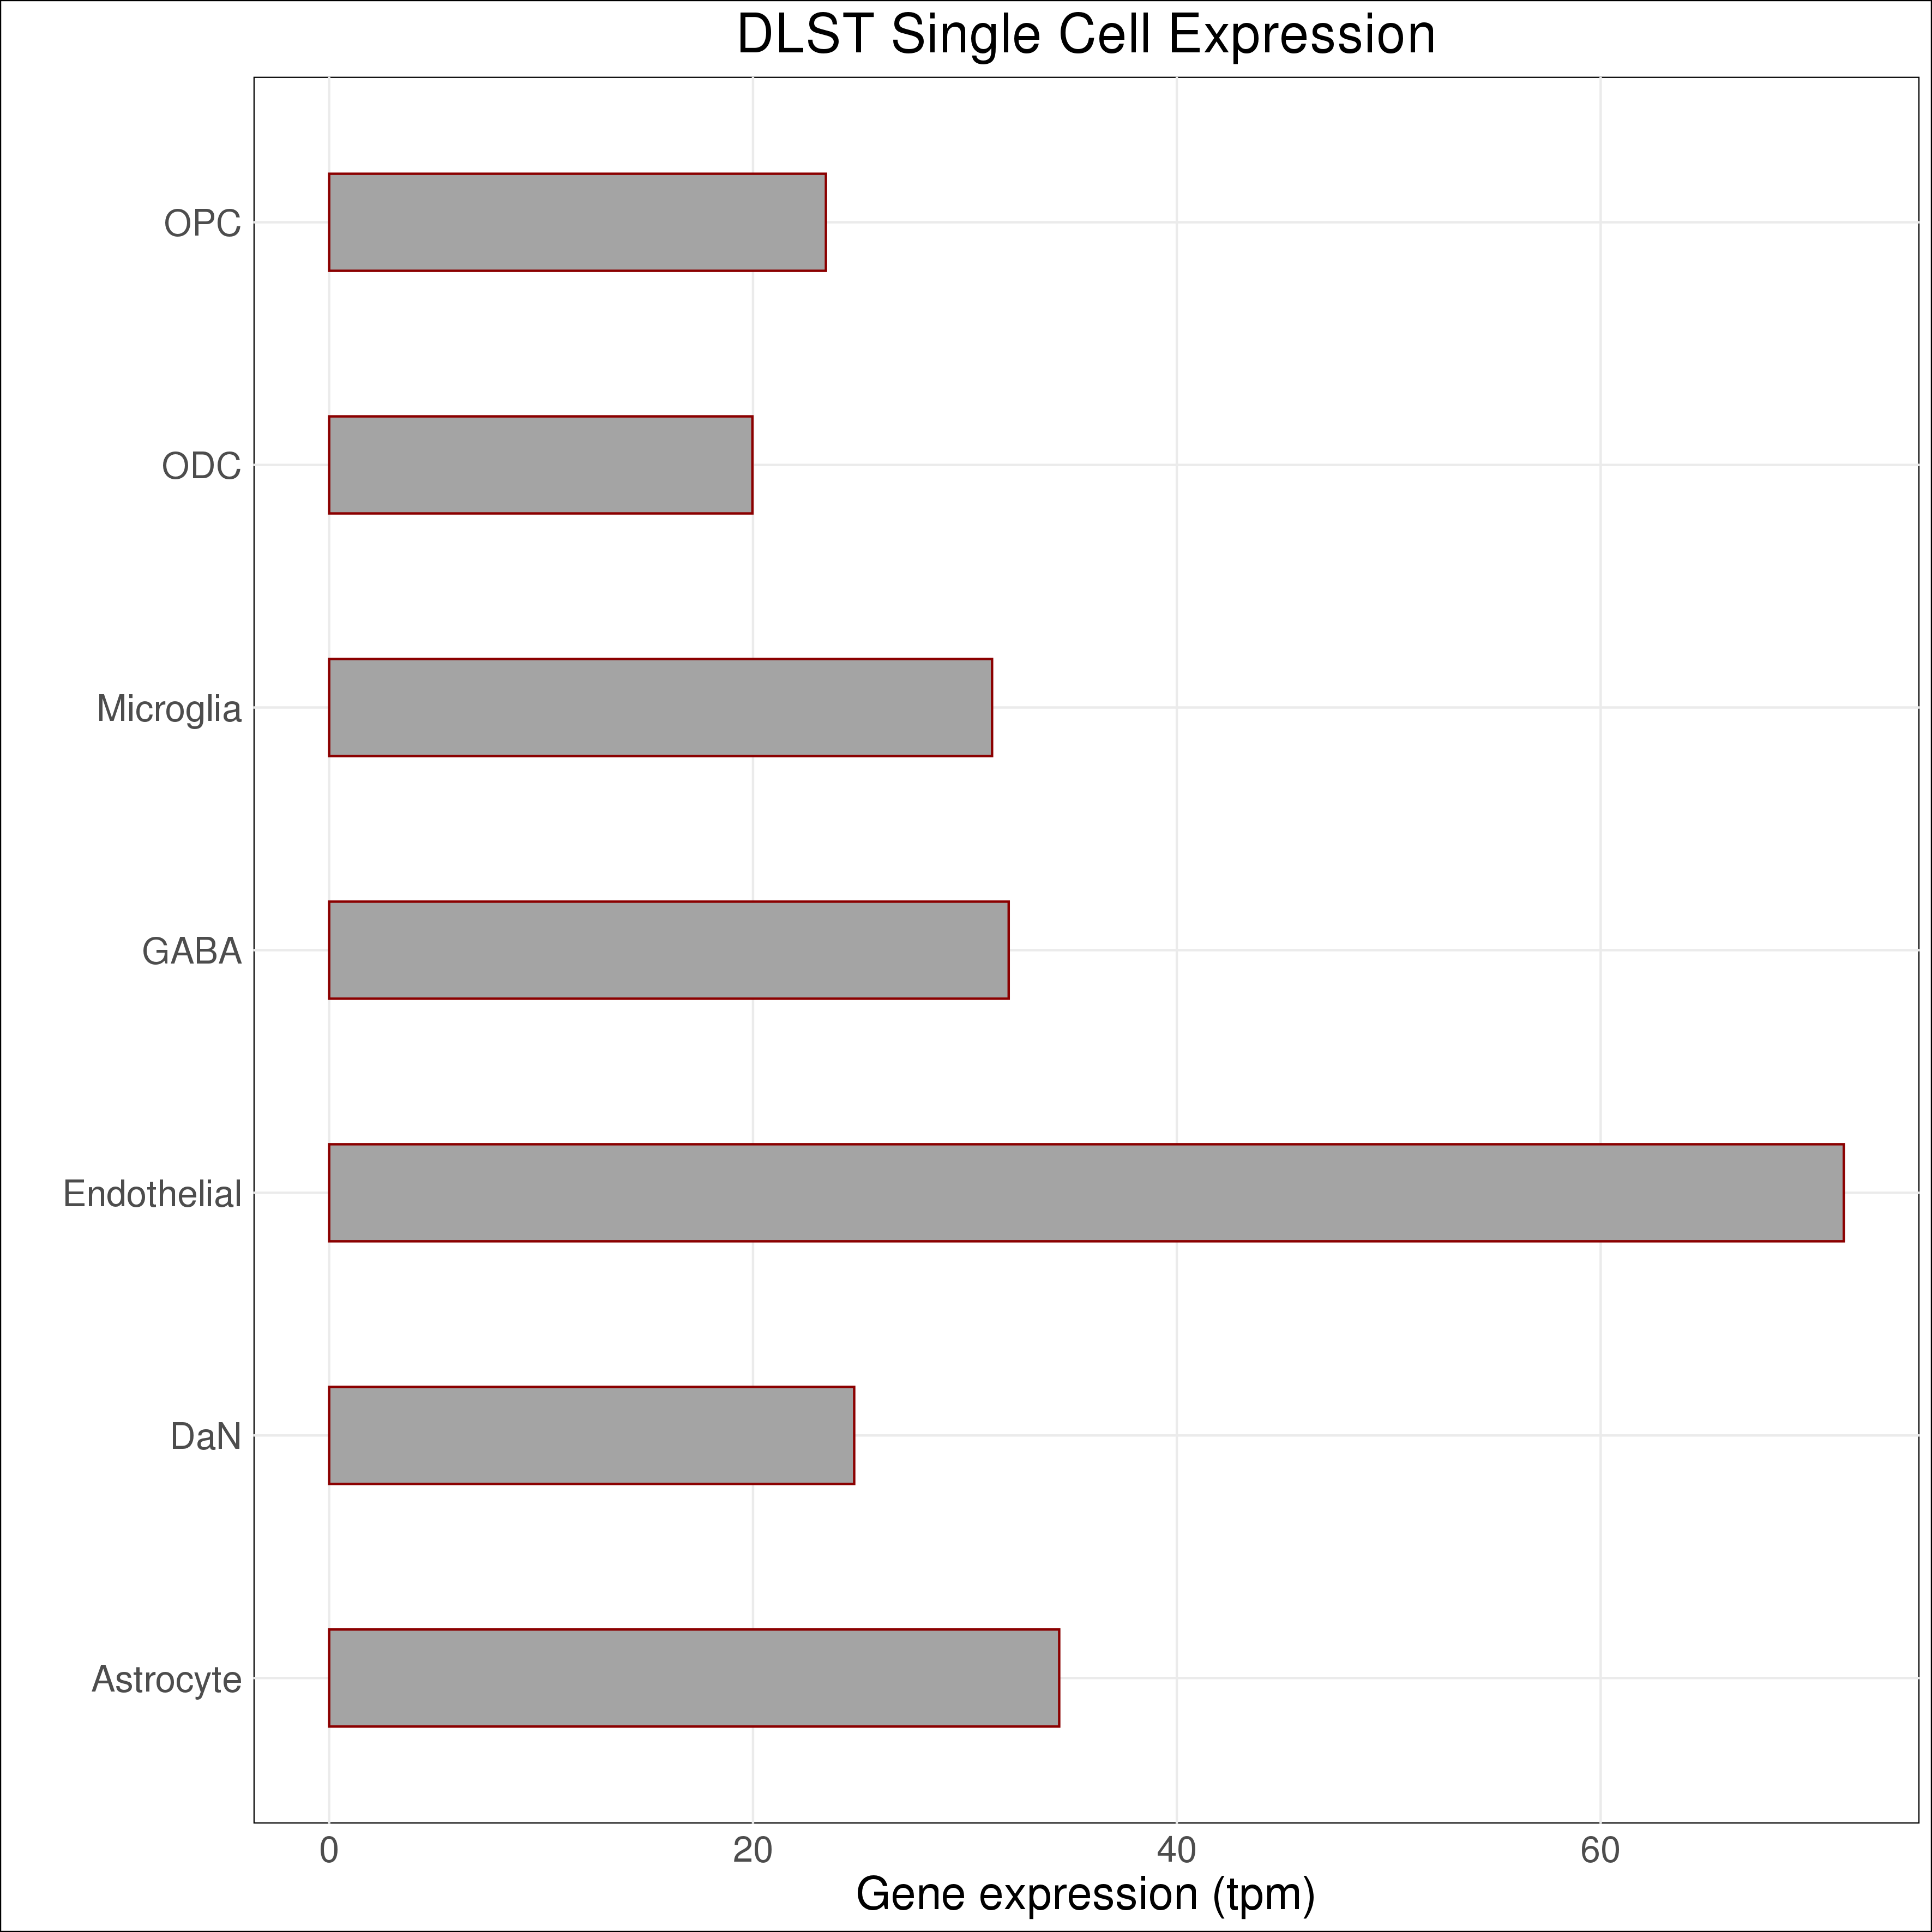 DLST Single Cell Expression
OPC
ODC
Microglia
GABA
Endothelial
DaN
Astrocyte
0 20 40 60
Gene expression (tpm)